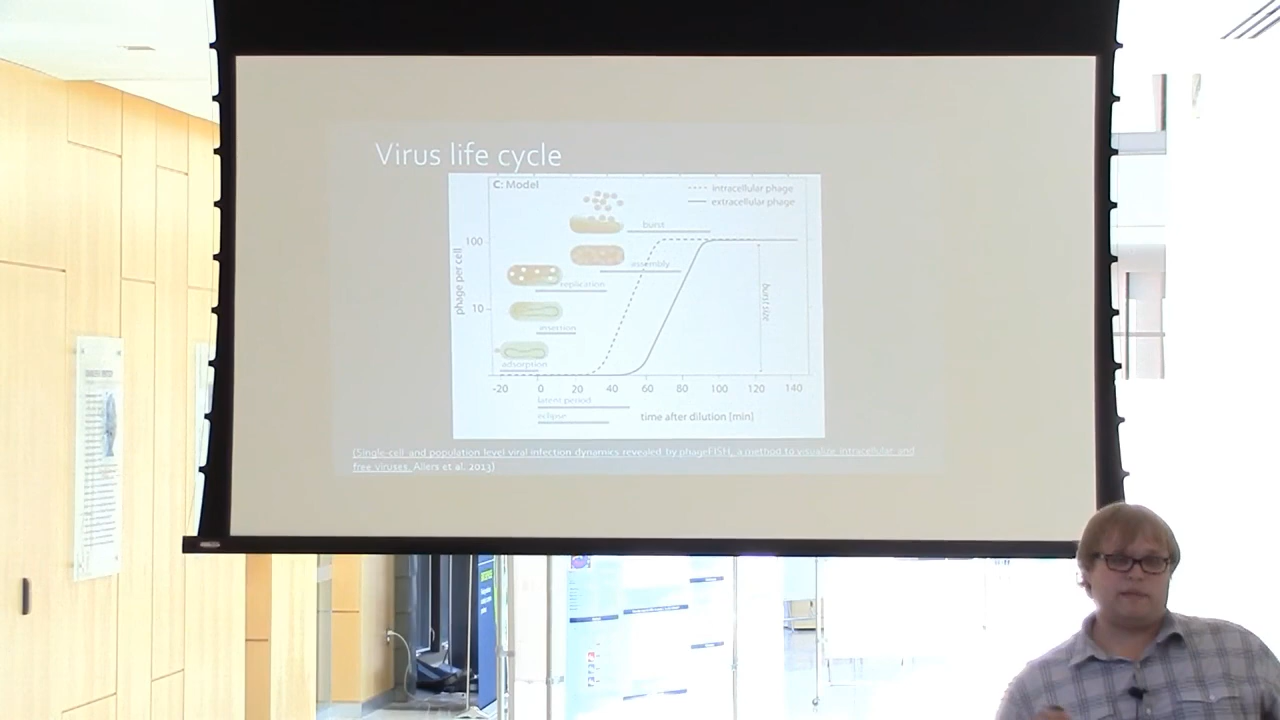 Virus life cycle
C: Model
intracellular phage
extracellular phage
burst
100
assembly
replication
phage per cell
burst size
10
insertion
adsorption
-20 0 20 40 60 80 100 120 140
latent period
eclipse
time after dilution [min]
(Single-cell and population level viral infection dynamics revealed by phageFISH, a method to visualize intracellular and
free viruses. Allers et al. 2013)